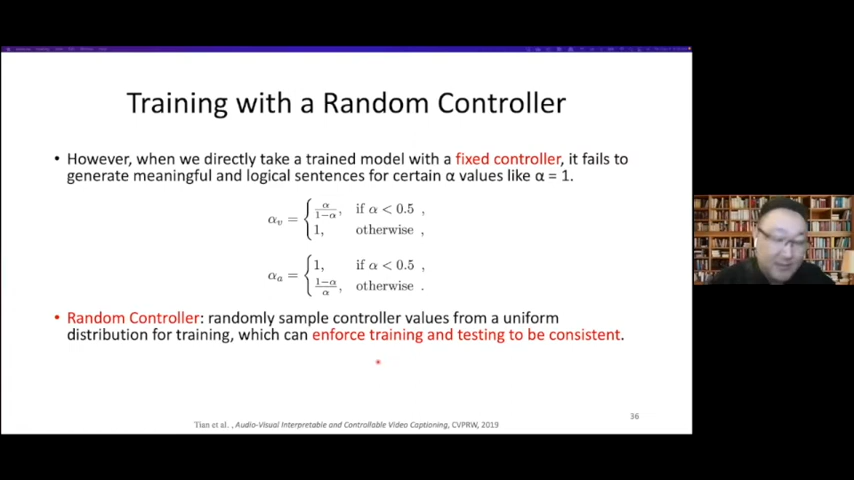 Training with a Random Controller
• However, when we directly take a trained model with a fixed controller, it fails to
generate meaningful and logical sentences for certain α values like α = 1.
α_v = { α/(1−α), if α < 0.5 ,
1, otherwise ,
α_a = { 1, if α < 0.5 ,
(1−α)/α, otherwise .
• Random Controller: randomly sample controller values from a uniform
distribution for training, which can enforce training and testing to be consistent.
36
Tian et al. , Audio-Visual Interpretable and Controllable Video Captioning, CVPRW, 2019